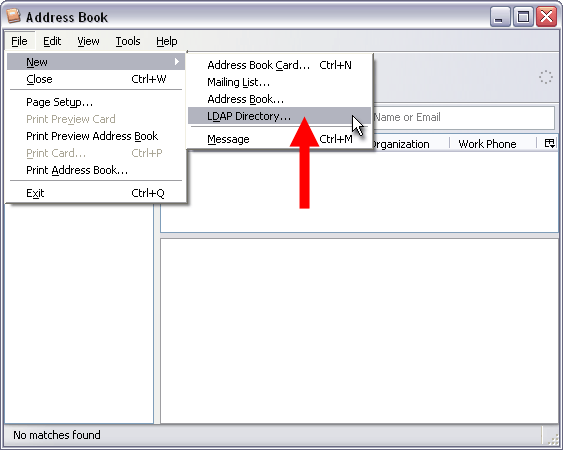 Address Book
File Edit View Tools Help
New
Close Ctrl+W
Page Setup...
Print Preview Card
Print Preview Address Book
Print Card... Ctrl+P
Print Address Book...
Exit Ctrl+Q
Address Book Card... Ctrl+N
Mailing List...
Address Book...
LDAP Directory...
Message Ctrl+M
Name or Email
Organization Work Phone
No matches found